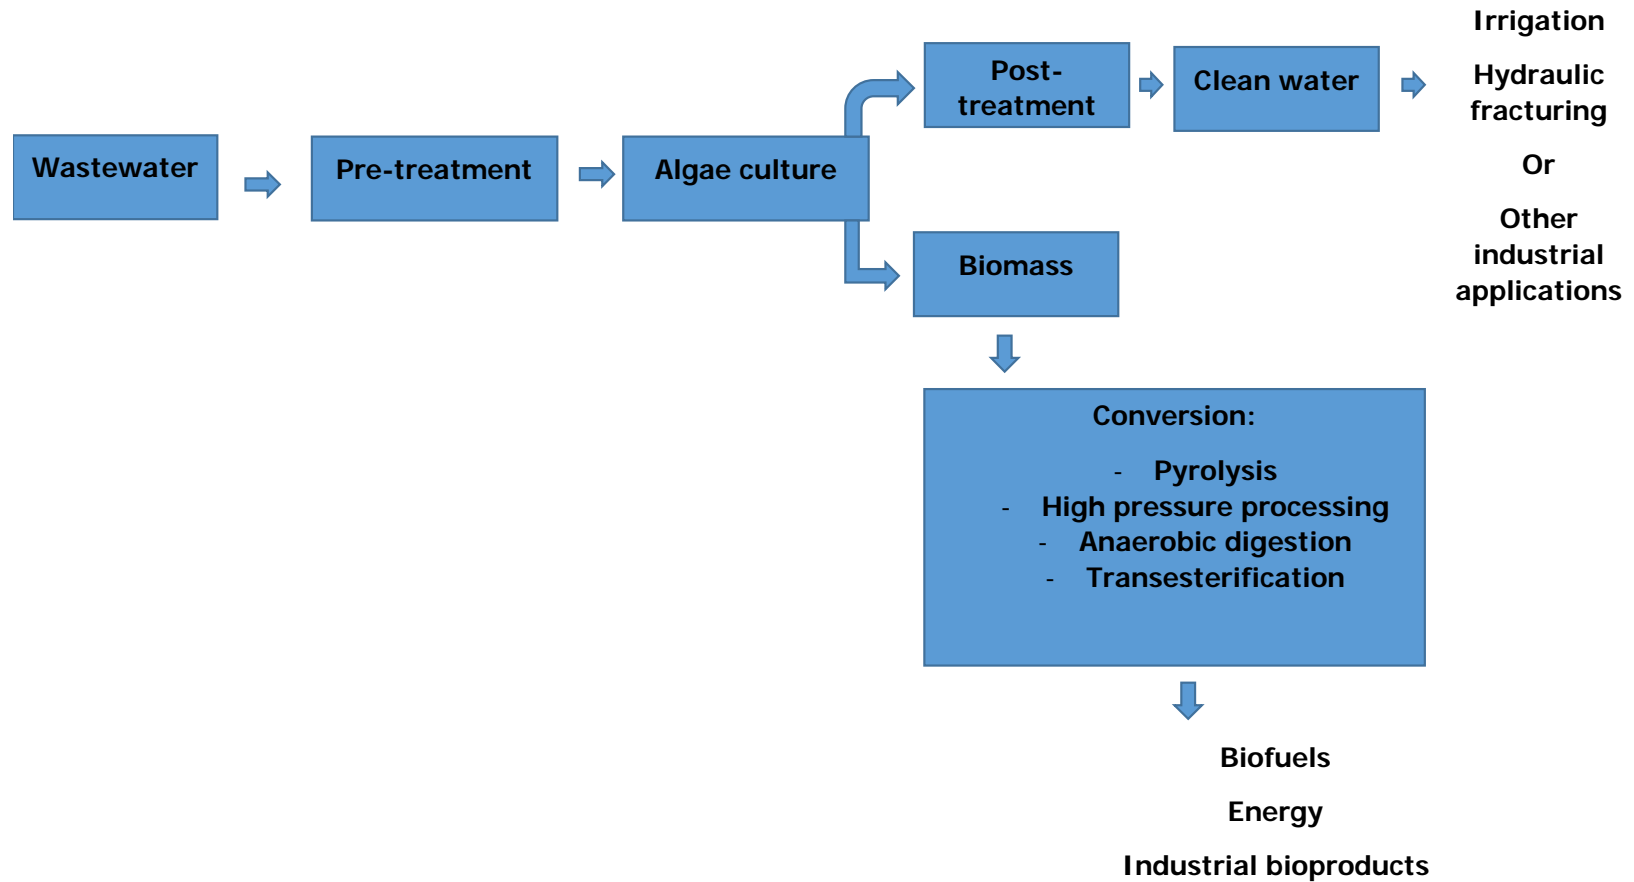 Wastewater
Pre-treatment
Algae culture
Post-
treatment
Clean water
Irrigation
Hydraulic
fracturing
Or
Other
industrial
applications
Biomass
Conversion:
- Pyrolysis
- High pressure processing
- Anaerobic digestion
- Transesterification
Biofuels
Energy
Industrial bioproducts